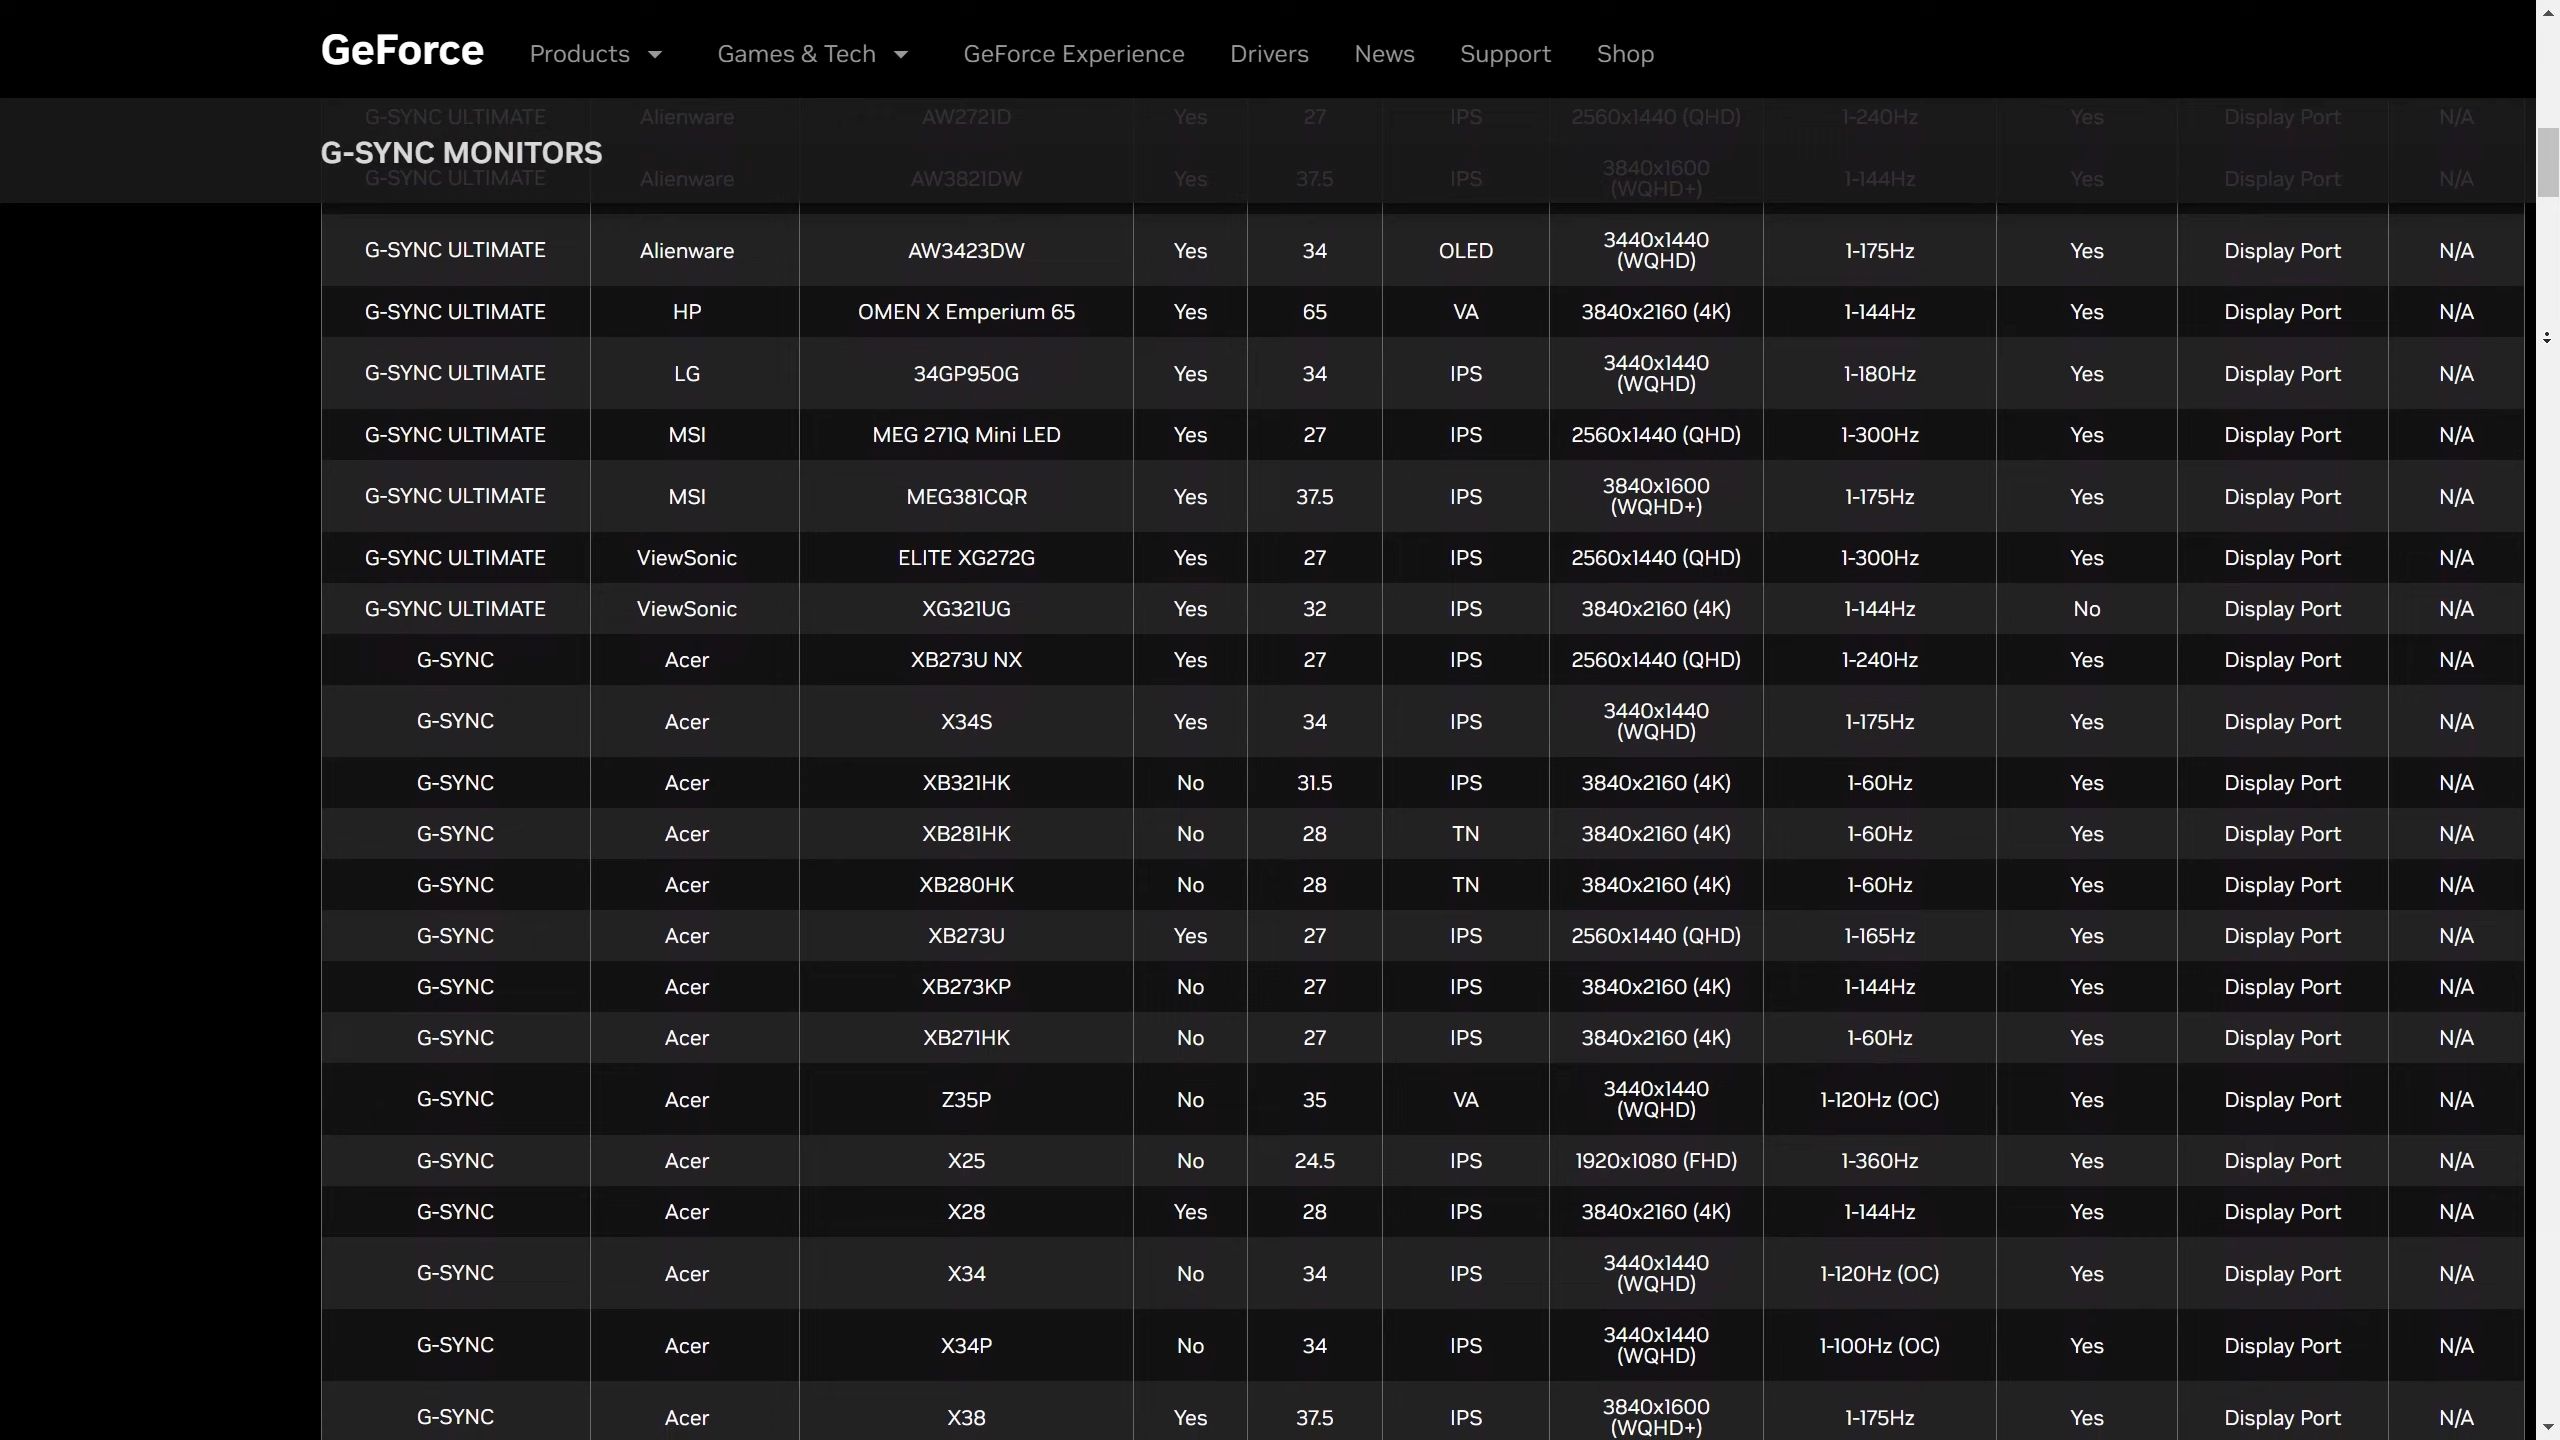 GeForce Products Games & Tech GeForce Experience Drivers News Support Shop
G-SYNC ULTIMATE Alienware AW2721D Yes 27 IPS 2560x1440 (QHD) 1-240Hz Yes Display Port N/A
G-SYNC MONITORS
G-SYNC ULTIMATE Alienware AW3821DW Yes 37.5 IPS 3840x1600 (WQHD+) 1-144Hz Yes Display Port N/A
G-SYNC ULTIMATE Alienware AW3423DW Yes 34 OLED 3440x1440 (WQHD) 1-175Hz Yes Display Port N/A
G-SYNC ULTIMATE HP OMEN X Emperium 65 Yes 65 VA 3840x2160 (4K) 1-144Hz Yes Display Port N/A
G-SYNC ULTIMATE LG 34GP950G Yes 34 IPS 3440x1440 (WQHD) 1-180Hz Yes Display Port N/A
G-SYNC ULTIMATE MSI MEG 271Q Mini LED Yes 27 IPS 2560x1440 (QHD) 1-300Hz Yes Display Port N/A
G-SYNC ULTIMATE MSI MEG381CQR Yes 37.5 IPS 3840x1600 (WQHD+) 1-175Hz Yes Display Port N/A
G-SYNC ULTIMATE ViewSonic ELITE XG272G Yes 27 IPS 2560x1440 (QHD) 1-300Hz Yes Display Port N/A
G-SYNC ULTIMATE ViewSonic XG321UG Yes 32 IPS 3840x2160 (4K) 1-144Hz No Display Port N/A
G-SYNC Acer XB273U NX Yes 27 IPS 2560x1440 (QHD) 1-240Hz Yes Display Port N/A
G-SYNC Acer X34S Yes 34 IPS 3440x1440 (WQHD) 1-175Hz Yes Display Port N/A
G-SYNC Acer XB321HK No 31.5 IPS 3840x2160 (4K) 1-60Hz Yes Display Port N/A
G-SYNC Acer XB281HK No 28 TN 3840x2160 (4K) 1-60Hz Yes Display Port N/A
G-SYNC Acer XB280HK No 28 TN 3840x2160 (4K) 1-60Hz Yes Display Port N/A
G-SYNC Acer XB273U Yes 27 IPS 2560x1440 (QHD) 1-165Hz Yes Display Port N/A
G-SYNC Acer XB273KP No 27 IPS 3840x2160 (4K) 1-144Hz Yes Display Port N/A
G-SYNC Acer XB271HK No 27 IPS 3840x2160 (4K) 1-60Hz Yes Display Port N/A
G-SYNC Acer Z35P No 35 VA 3440x1440 (WQHD) 1-120Hz (OC) Yes Display Port N/A
G-SYNC Acer X25 No 24.5 IPS 1920x1080 (FHD) 1-360Hz Yes Display Port N/A
G-SYNC Acer X28 Yes 28 IPS 3840x2160 (4K) 1-144Hz Yes Display Port N/A
G-SYNC Acer X34 No 34 IPS 3440x1440 (WQHD) 1-120Hz (OC) Yes Display Port N/A
G-SYNC Acer X34P No 34 IPS 3440x1440 (WQHD) 1-100Hz (OC) Yes Display Port N/A
G-SYNC Acer X38 Yes 37.5 IPS 3840x1600 (WQHD+) 1-175Hz Yes Display Port N/A